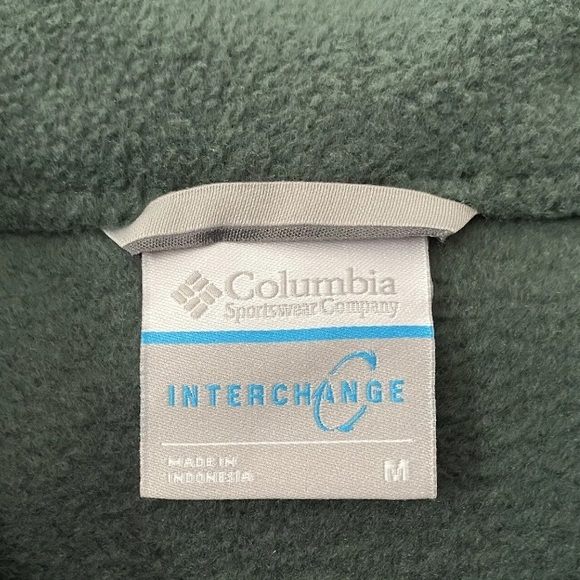 Columbia
Sportswear Company
INTERCHANGE
MADE IN
INDONESIA
M